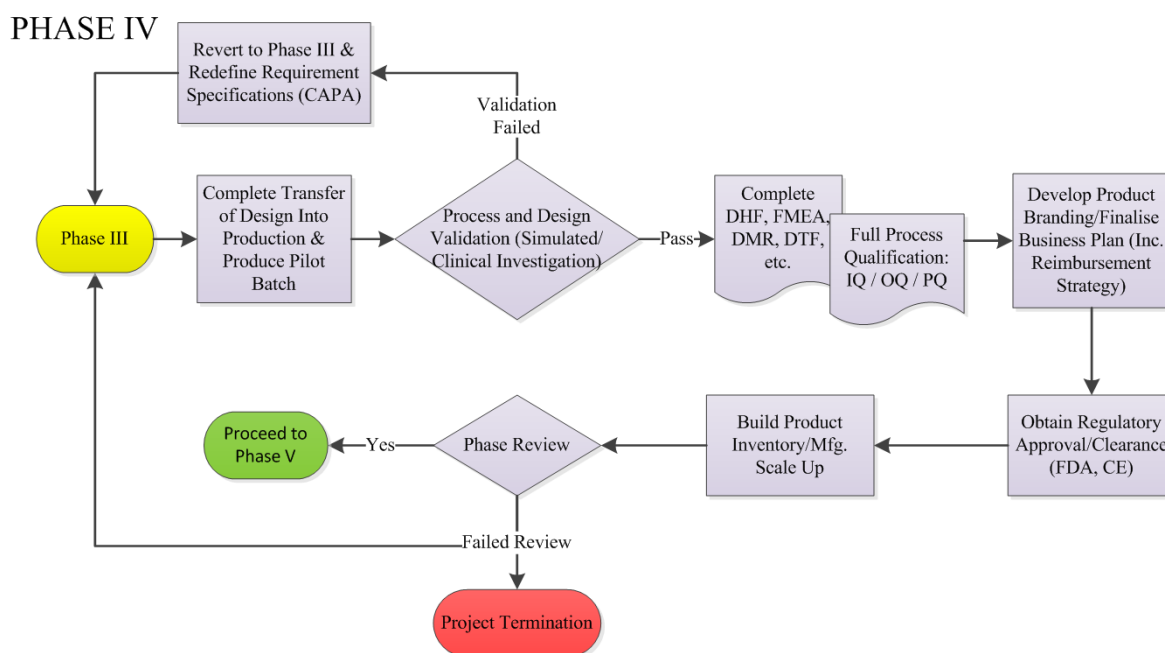 PHASE IV
Revert to Phase III &
Redefine Requirement
Specifications (CAPA)
Validation
Failed
Phase III
Complete Transfer
of Design Into
Production &
Produce Pilot
Batch
Process and Design
Validation (Simulated/
Clinical Investigation)
Pass
Complete
DHF, FMEA,
DMR, DTF,
etc.
Full Process
Qualification:
IQ / OQ / PQ
Develop Product
Branding/Finalise
Business Plan (Inc.
Reimbursement
Strategy)
Obtain Regulatory
Approval/Clearance
(FDA, CE)
Build Product
Inventory/Mfg.
Scale Up
Phase Review
Yes
Proceed to
Phase V
Failed Review
Project Termination